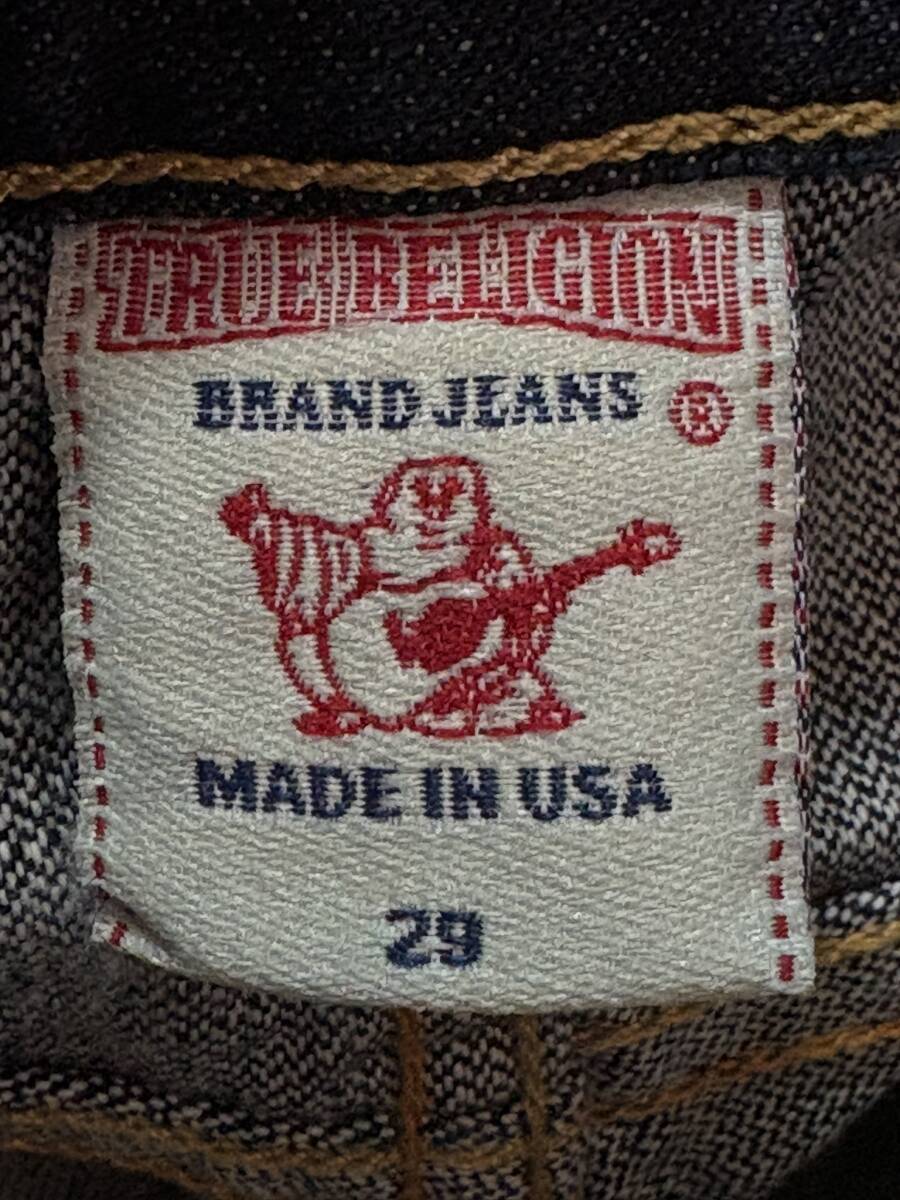 TRUE RELIGION
BRAND JEANS ®
MADE IN USA
29